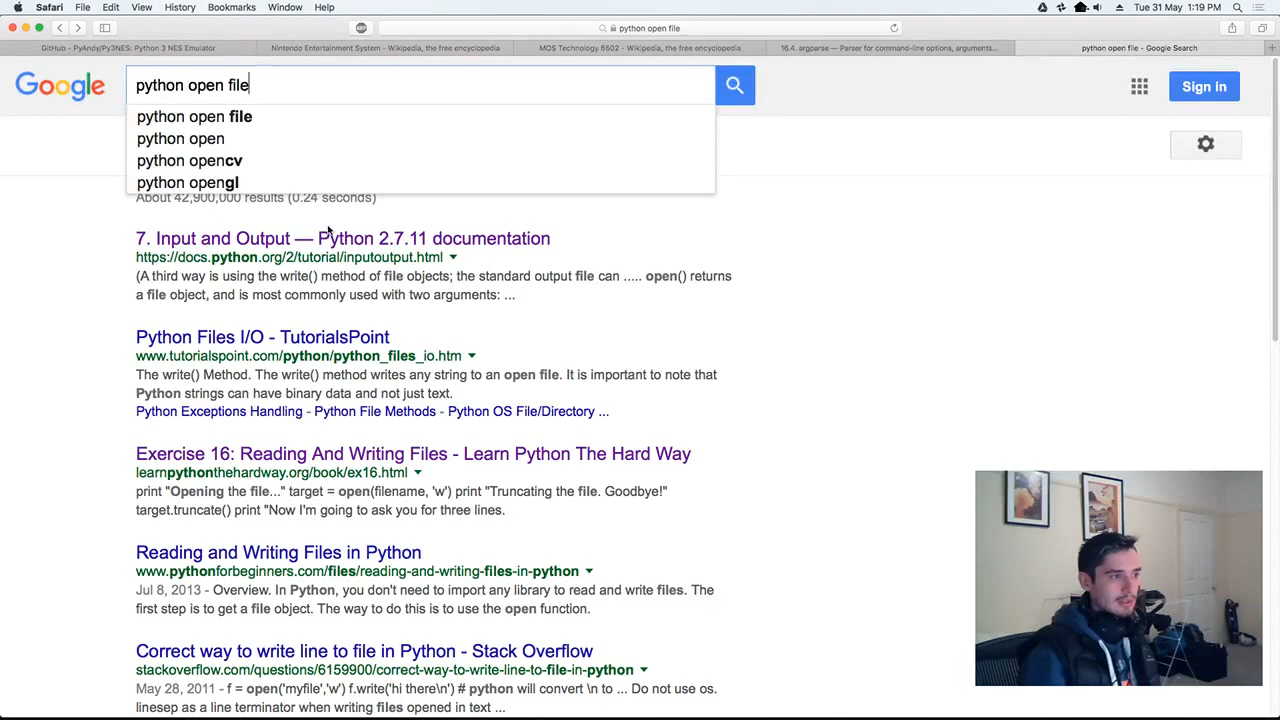 Safari File Edit View History Bookmarks Window Help
Tue 31 May 1:19 PM
python open file
GitHub - PyAndy/Py3NES: Python 3 NES Emulator
Nintendo Entertainment System - Wikipedia, the free encyclopedia
MOS Technology 6502 - Wikipedia, the free encyclopedia
16.4. argparse — Parser for command-line options, arguments...
python open file - Google Search
Google
python open file
Sign in
python open file
python open
python opencv
python opengl
About 42,900,000 results (0.24 seconds)
7. Input and Output — Python 2.7.11 documentation
https://docs.python.org/2/tutorial/inputoutput.html
(A third way is using the write() method of file objects; the standard output file can ..... open() returns
a file object, and is most commonly used with two arguments: ...
Python Files I/O - TutorialsPoint
www.tutorialspoint.com/python/python_files_io.htm
The write() Method. The write() method writes any string to an open file. It is important to note that
Python strings can have binary data and not just text.
Python Exceptions Handling - Python File Methods - Python OS File/Directory ...
Exercise 16: Reading And Writing Files - Learn Python The Hard Way
learnpythonthehardway.org/book/ex16.html
print "Opening the file..." target = open(filename, 'w') print "Truncating the file. Goodbye!"
target.truncate() print "Now I'm going to ask you for three lines.
Reading and Writing Files in Python
www.pythonforbeginners.com/files/reading-and-writing-files-in-python
Jul 8, 2013 - Overview. In Python, you don't need to import any library to read and write files. The
first step is to get a file object. The way to do this is to use the open function.
Correct way to write line to file in Python - Stack Overflow
stackoverflow.com/questions/6159900/correct-way-to-write-line-to-file-in-python
May 28, 2011 - f = open('myfile','w') f.write('hi there\n') # python will convert \n to ... Do not use os.
linesep as a line terminator when writing files opened in text ...